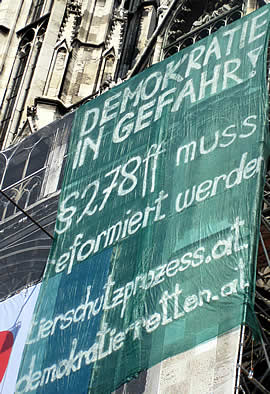 DEMOKRATIE
IN GEFAHR!
§278ff muss
reformiert werden
tierschutzprozess.at
demokratie-retten.at